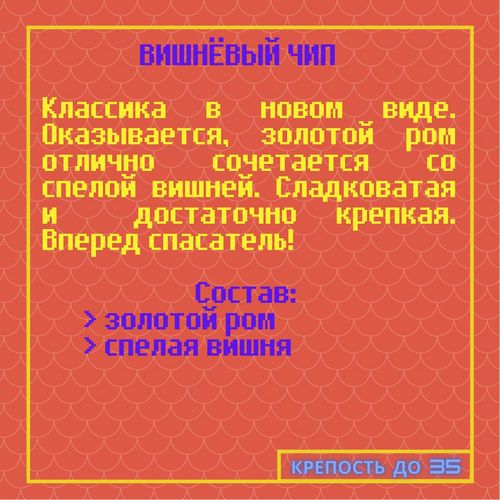 ВИШНЁВЫЙ ЧИП
Классика в новом виде.
Оказывается, золотой ром
отлично сочетается со
спелой вишней. Сладковатая
и достаточно крепкая.
Вперед спасатель!
Состав:
> золотой ром
> спелая вишня
КРЕПОСТЬ ДО 35